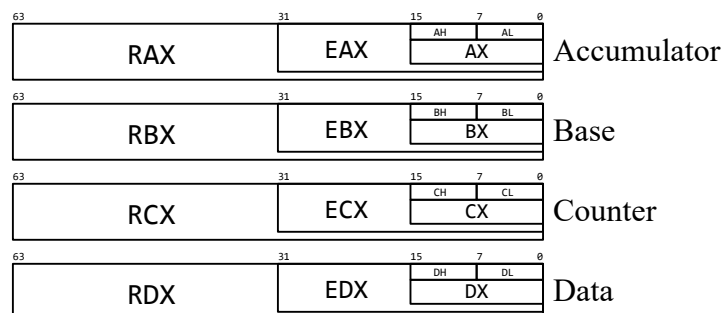 63 31 15 7 0
AH AL
RAX EAX AX Accumulator
63 31 15 7 0
BH BL
RBX EBX BX Base
63 31 15 7 0
CH CL
RCX ECX CX Counter
63 31 15 7 0
DH DL
RDX EDX DX Data